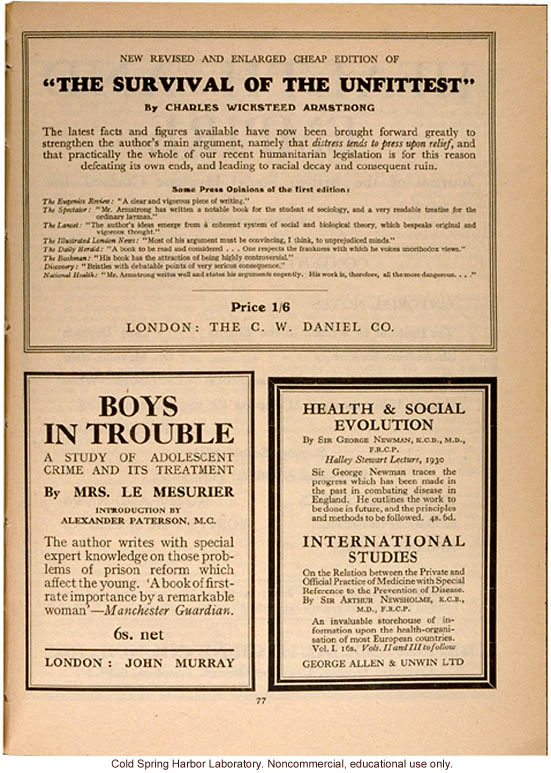 NEW REVISED AND ENLARGED CHEAP EDITION OF
“THE SURVIVAL OF THE UNFITTEST”
By CHARLES WICKSTEED ARMSTRONG
The latest facts and figures available have now been brought forward greatly to
strengthen the author's main argument, namely that distress tends to press upon relief, and
that practically the whole of our recent humanitarian legislation is for this reason
defeating its own ends, and leading to racial decay and consequent ruin.
Some Press Opinions of the first edition:
The Eugenics Review: “A clear and vigorous piece of writing.”
The Spectator: “Mr. Armstrong has written a notable book for the student of sociology, and a very readable treatise for the
ordinary layman.”
The Lancet: “The author's ideas emerge from a coherent system of social and biological theory, which bespeaks original and
vigorous thought.”
The Illustrated London News: “Most of his argument must be convincing, I think, to unprejudiced minds.”
The Daily Herald: “A book to be read and considered . . . One respects the frankness with which he voices unorthodox views.”
The Bookman: “His book has the attraction of being highly controversial.”
Discovery: “Bristles with debatable points of very serious consequence.”
National Health: “Mr. Armstrong writes well and states his arguments cogently. His work is, therefore, all the more dangerous. . . .”
Price 1/6
LONDON: THE C. W. DANIEL CO.
BOYS
IN TROUBLE
A STUDY OF ADOLESCENT
CRIME AND ITS TREATMENT
By MRS. LE MESURIER
INTRODUCTION BY
ALEXANDER PATERSON, M.C.
The author writes with special
expert knowledge on those prob-
lems of prison reform which
affect the young. ‘A book of first-
rate importance by a remarkable
woman’—Manchester Guardian.
6s. net
LONDON: JOHN MURRAY
HEALTH & SOCIAL
EVOLUTION
By SIR GEORGE NEWMAN, K.C.B., M.D.,
F.R.C.P.
Halley Stewart Lecture, 1930
Sir George Newman traces the
progress which has been made
in the past in combating disease in
England. He outlines the work to
be done in future, and the principles
and methods to be followed. 4s. 6d.
INTERNATIONAL
STUDIES
On the Relation between the Private and
Official Practice of Medicine with Special
Reference to the Prevention of Disease.
By SIR ARTHUR NEWSHOLME, K.C.B.,
M.D., F.R.C.P.
An invaluable storehouse of in-
formation upon the health-organi-
sation of most European countries.
Vol. I. 16s. Vols. II and III to follow
GEORGE ALLEN & UNWIN LTD
77
Cold Spring Harbor Laboratory. Noncommercial, educational use only.